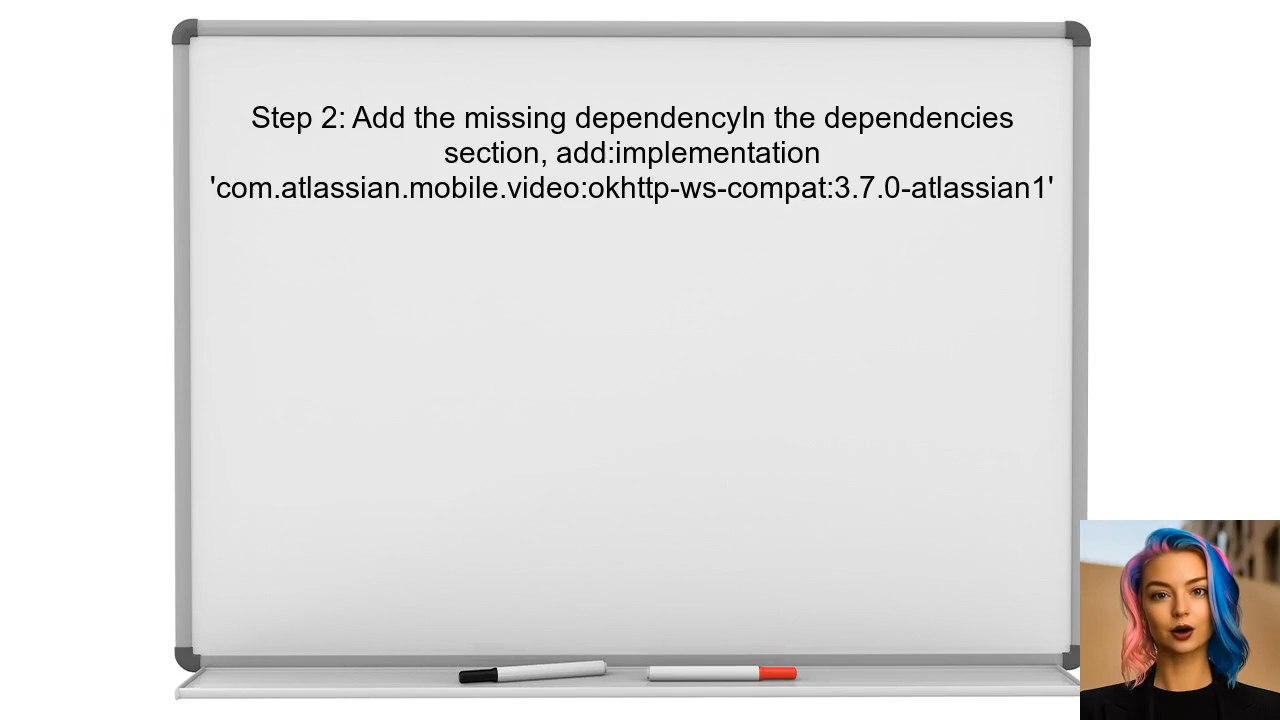 Step 2: Add the missing dependencyIn the dependencies
section, add:implementation
'com.atlassian.mobile.video:okhttp-ws-compat:3.7.0-atlassian1'